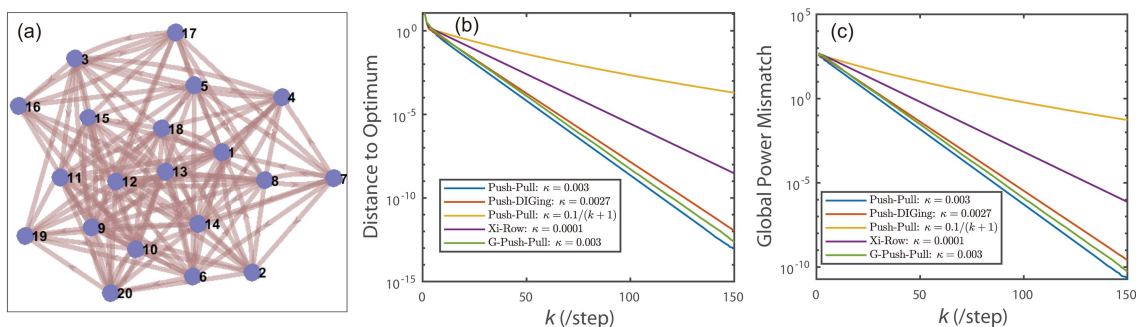 (a)
17
3
5
4
16
15
18
1
11
12
13
8
7
14
9
19
10
6
2
20
(b)
Distance to Optimum
10^0
10^-5
10^-10
10^-15
Push-Pull: κ = 0.003
Push-DIGing: κ = 0.0027
Push-Pull: κ = 0.1/(k + 1)
Xi-Row: κ = 0.0001
G-Push-Pull: κ = 0.003
0 50 100 150
k (/step)
(c)
Global Power Mismatch
10^5
10^0
10^-5
10^-10
Push-Pull: κ = 0.003
Push-DIGing: κ = 0.0027
Push-Pull: κ = 0.1/(k + 1)
Xi-Row: κ = 0.0001
G-Push-Pull: κ = 0.003
0 50 100 150
k (/step)